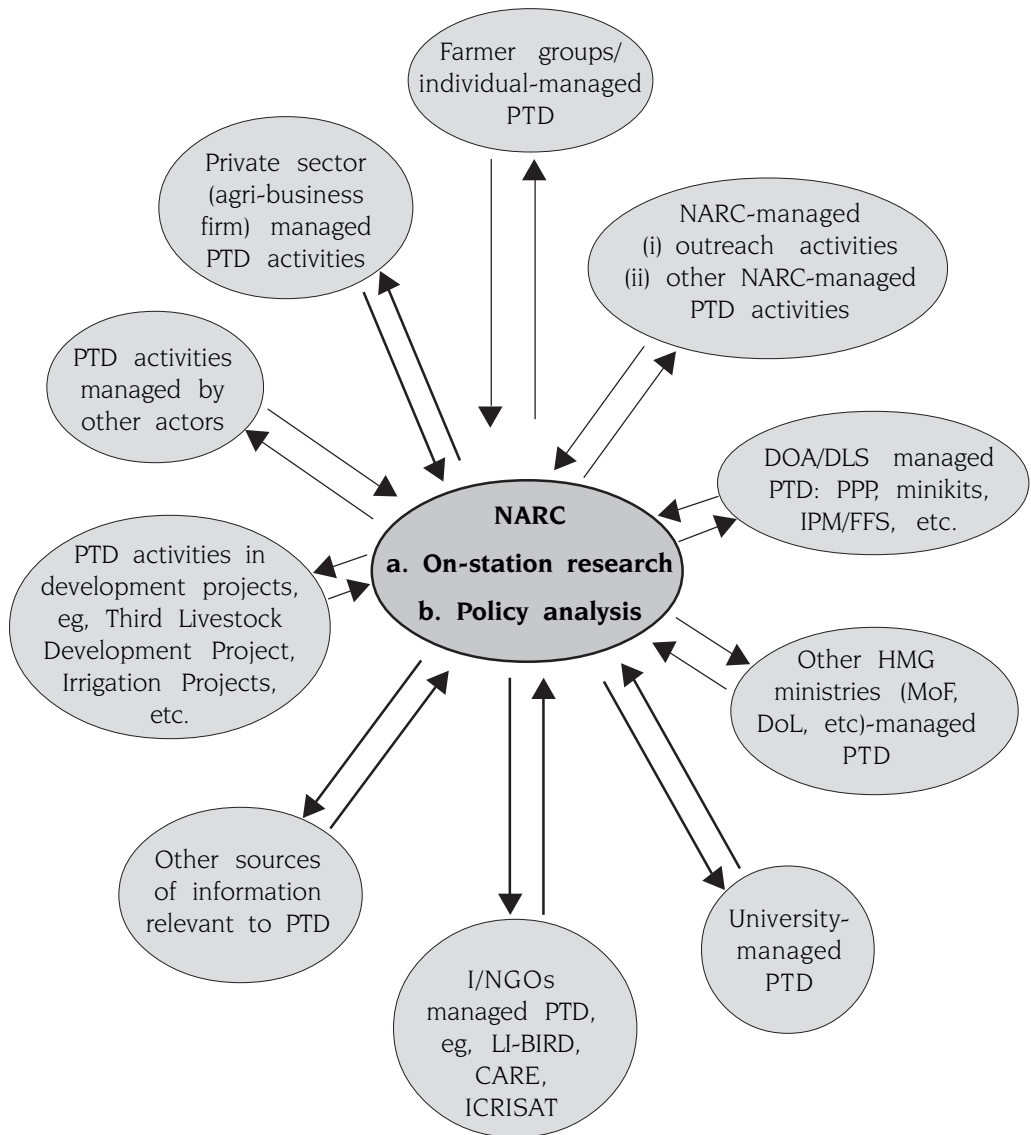 Farmer groups/
individual-managed
PTD
Private sector
(agri-business
firm) managed
PTD activities
NARC-managed
(i) outreach activities
(ii) other NARC-managed
PTD activities
PTD activities
managed by
other actors
DOA/DLS managed
PTD: PPP, minikits,
IPM/FFS, etc.
NARC
a. On-station research
b. Policy analysis
PTD activities in
development projects,
eg, Third Livestock
Development Project,
Irrigation Projects,
etc.
Other HMG
ministries (MoF,
DoL, etc)-managed
PTD
Other sources
of information
relevant to PTD
University-
managed
PTD
I/NGOs
managed PTD,
eg, LI-BIRD,
CARE,
ICRISAT